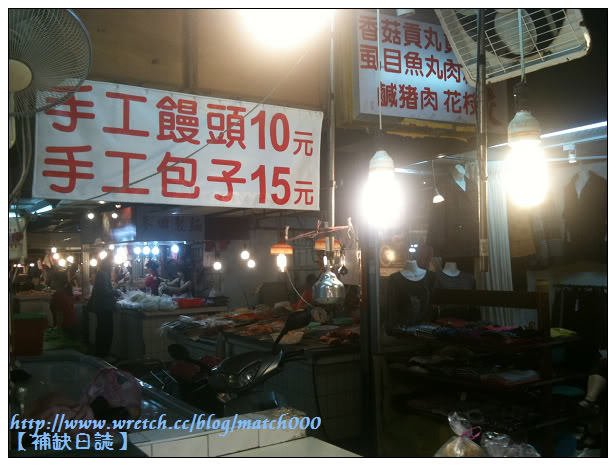 手工饅頭10元
手工包子15元
香菇貢丸
虱目魚丸肉
鹹豬肉 花枝
http://www.wretch.cc/blog/match000
【補缺日誌】